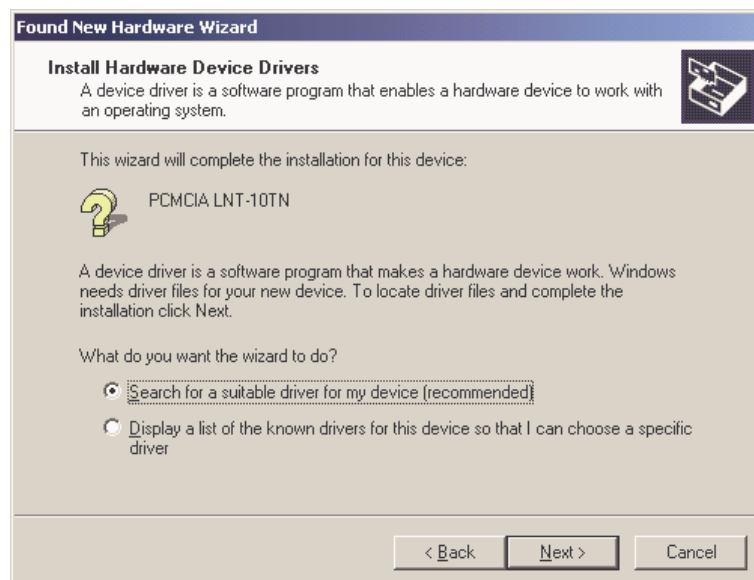 Found New Hardware Wizard
Install Hardware Device Drivers
A device driver is a software program that enables a hardware device to work with
an operating system.
This wizard will complete the installation for this device:
PCMCIA LNT-10TN
A device driver is a software program that makes a hardware device work. Windows
needs driver files for your new device. To locate driver files and complete the
installation click Next.
What do you want the wizard to do?
Search for a suitable driver for my device (recommended)
Display a list of the known drivers for this device so that I can choose a specific
driver
< Back Next > Cancel